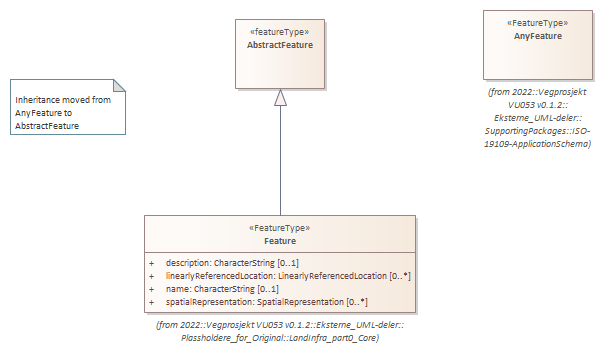 «featureType»
AbstractFeature
«FeatureType»
AnyFeature
(from 2022::Vegprosjekt
VU053 v0.1.2::
Eksterne_UML-deler::
SupportingPackages::ISO-
19109-ApplicationSchema)
Inheritance moved from
AnyFeature to
AbstractFeature
«FeatureType»
Feature
+ description: CharacterString [0..1]
+ linearlyReferencedLocation: LinearlyReferencedLocation [0..*]
+ name: CharacterString [0..1]
+ spatialRepresentation: SpatialRepresentation [0..*]
(from 2022::Vegprosjekt VU053 v0.1.2::Eksterne_UML-deler::
Plassholdere_for_Original::LandInfra_part0_Core)